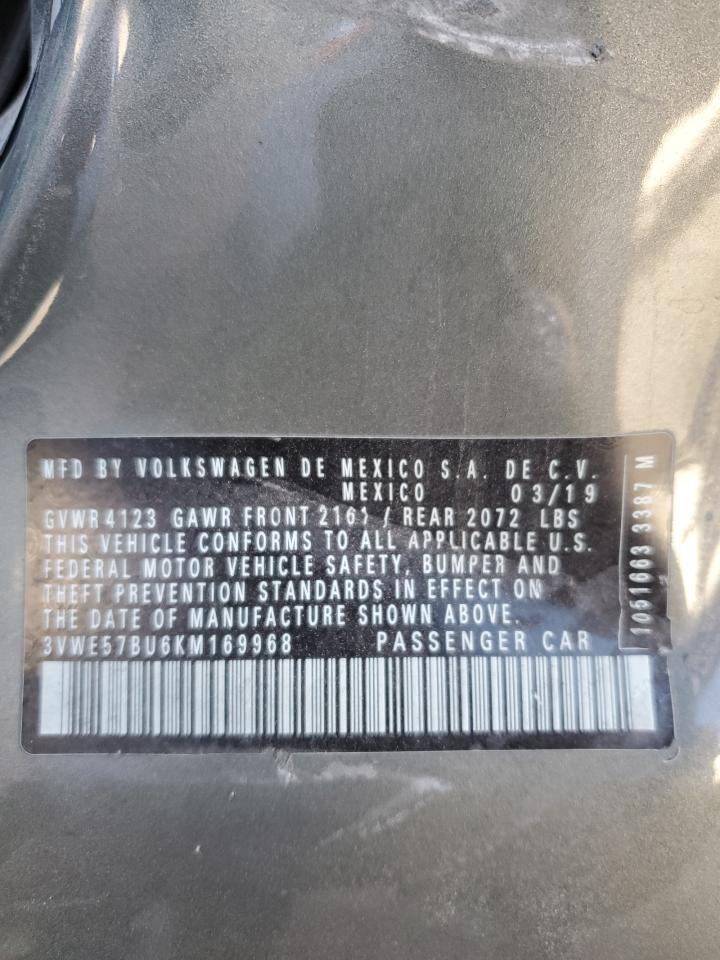 MFD BY VOLKSWAGEN DE MEXICO S.A. DE C.V.
MEXICO 03/19
GVWR 4123 GAWR FRONT / REAR 2072 LBS
THIS VEHICLE CONFORMS TO ALL APPLICABLE U.S.
FEDERAL MOTOR VEHICLE SAFETY, BUMPER AND
THEFT PREVENTION STANDARDS IN EFFECT ON
THE DATE OF MANUFACTURE SHOWN ABOVE.
3VWE57BU6KM169968 PASSENGER CAR
1051663 3387 M